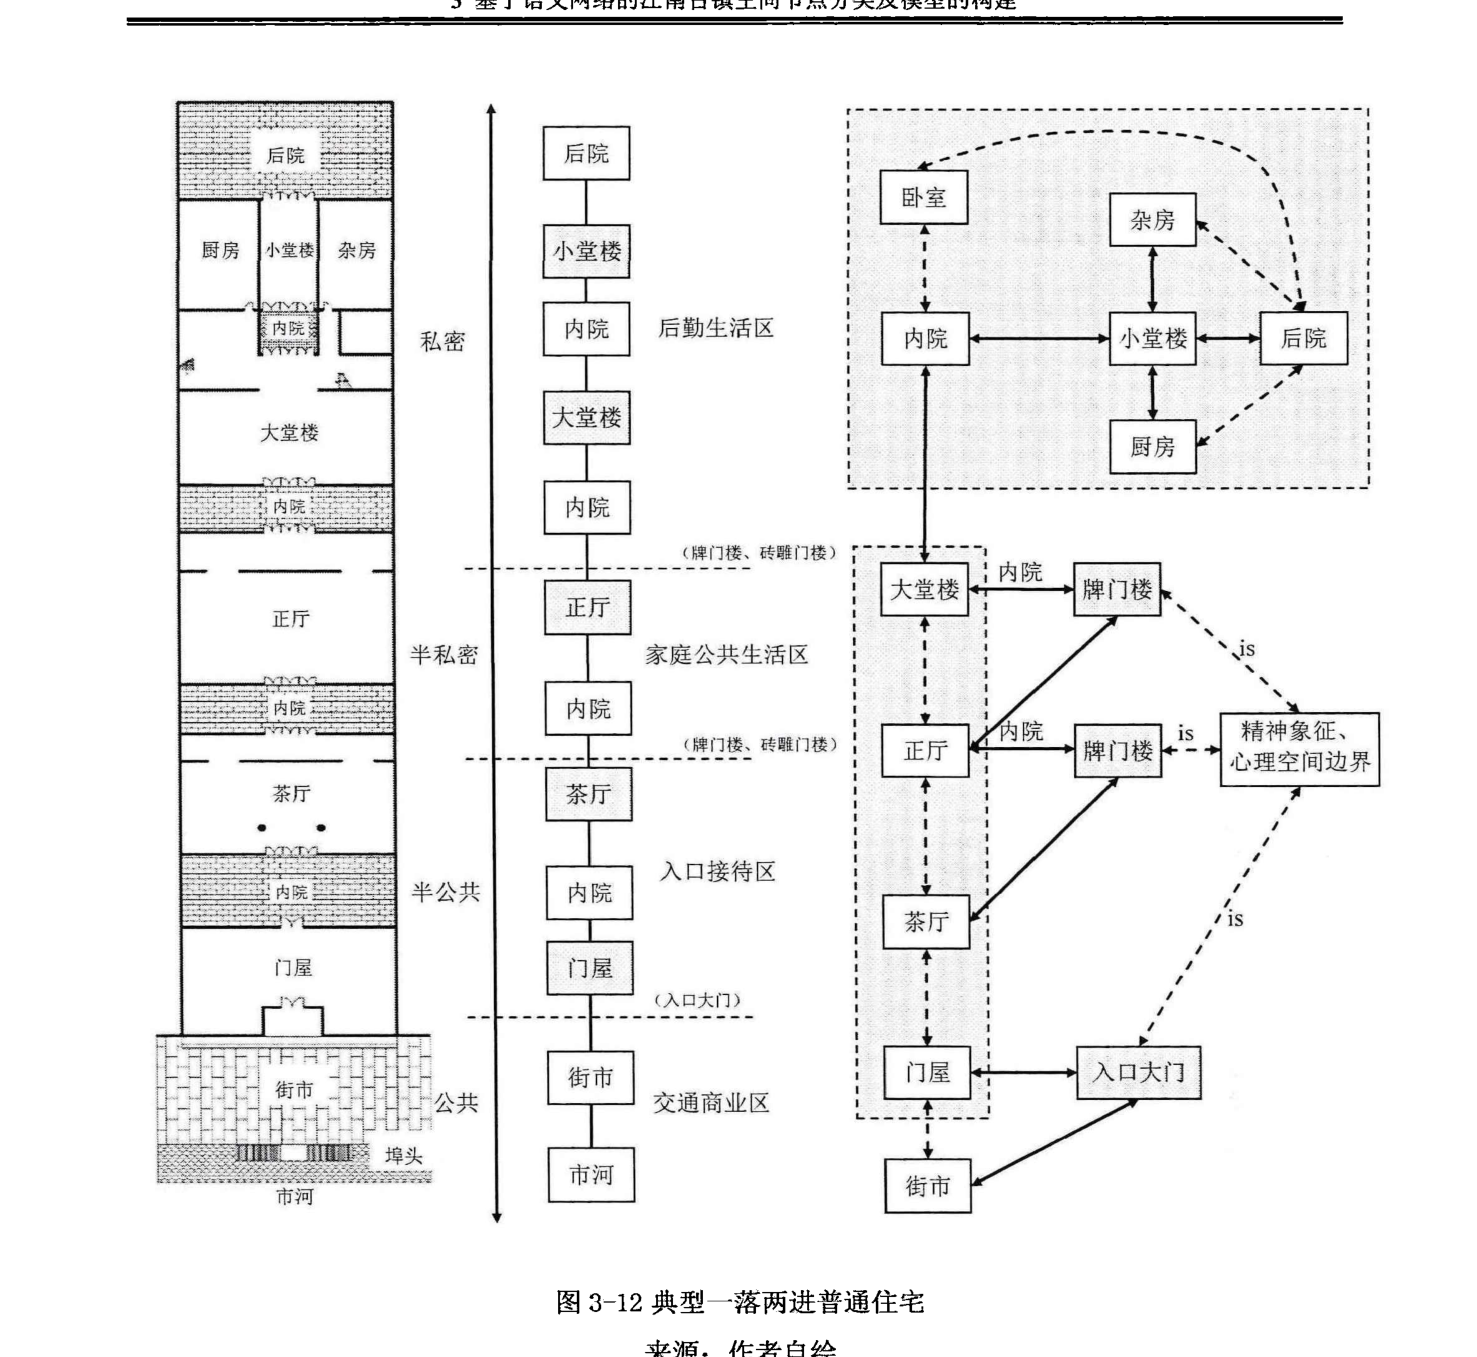 3 基于语义网络的江南古镇空间节点分类及模型的构建
后院
厨房
小堂楼
杂房
内院
大堂楼
内院
正厅
内院
茶厅
内院
门屋
街市
埠头
市河
私密
半私密
半公共
公共
后院
小堂楼
内院
大堂楼
内院
正厅
内院
茶厅
内院
门屋
街市
市河
后勤生活区
(牌门楼、砖雕门楼)
家庭公共生活区
(牌门楼、砖雕门楼)
入口接待区
(入口大门)
交通商业区
卧室
杂房
内院
小堂楼
后院
厨房
大堂楼
内院
牌门楼
is
正厅
内院
牌门楼
is
精神象征、
心理空间边界
茶厅
is
门屋
入口大门
街市
图 3-12 典型一落两进普通住宅
来源：作者自绘